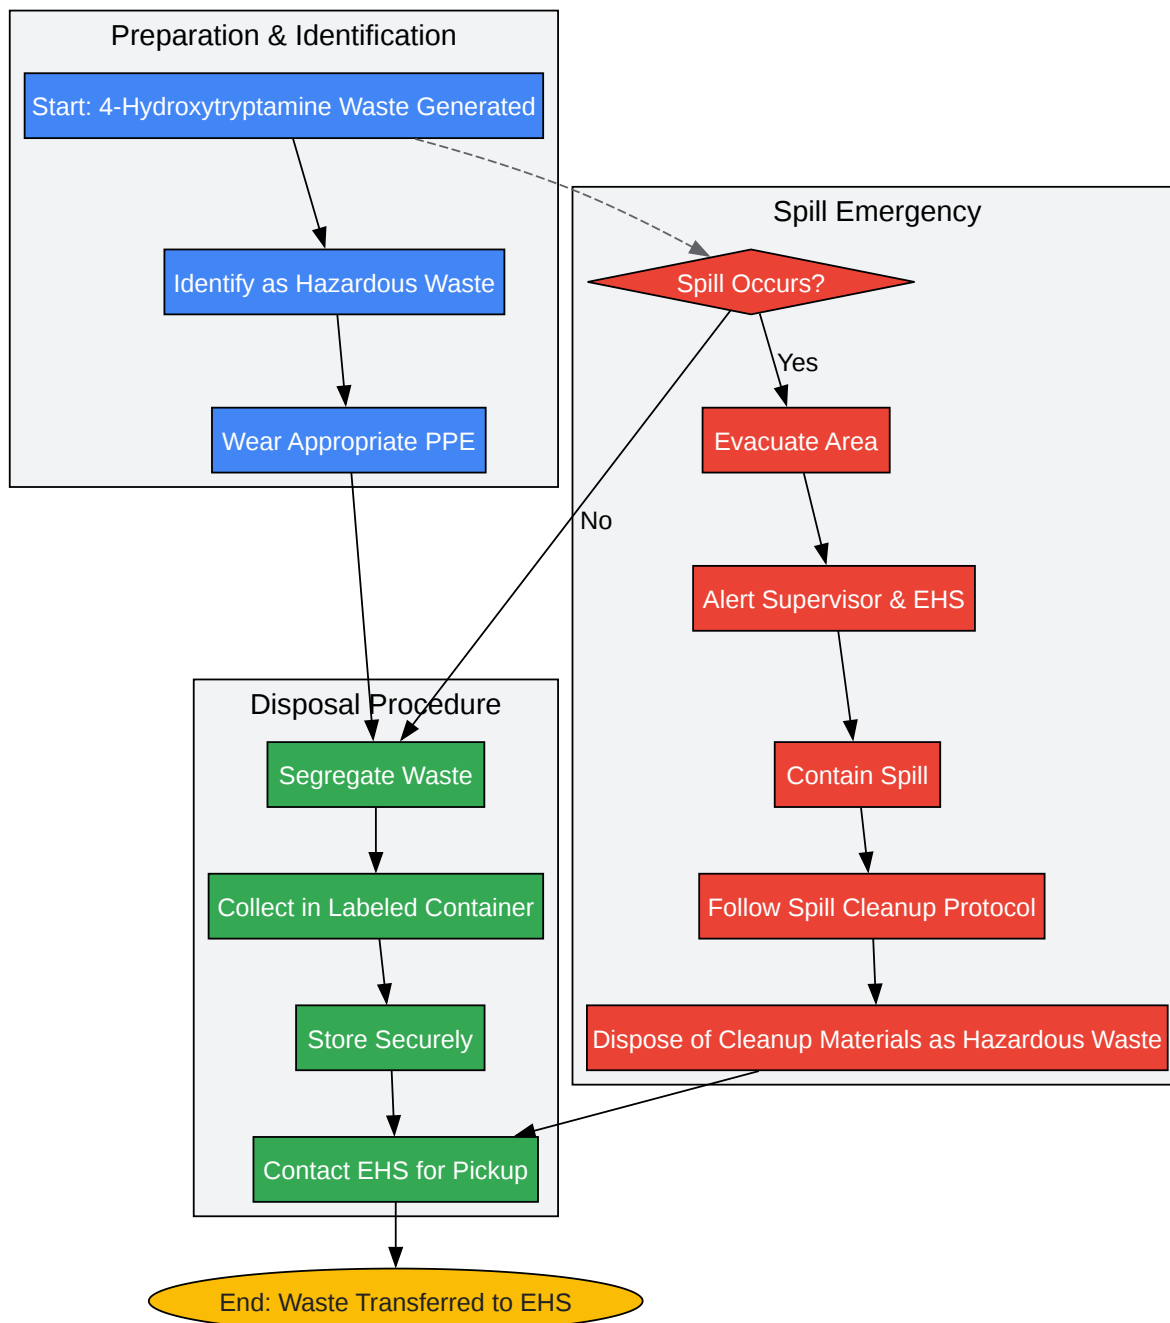 Preparation & Identification
Start: 4-Hydroxytryptamine Waste Generated
Identify as Hazardous Waste
Wear Appropriate PPE
Spill Emergency
Spill Occurs?
Yes
No
Evacuate Area
Alert Supervisor & EHS
Contain Spill
Follow Spill Cleanup Protocol
Dispose of Cleanup Materials as Hazardous Waste
Disposal Procedure
Segregate Waste
Collect in Labeled Container
Store Securely
Contact EHS for Pickup
End: Waste Transferred to EHS